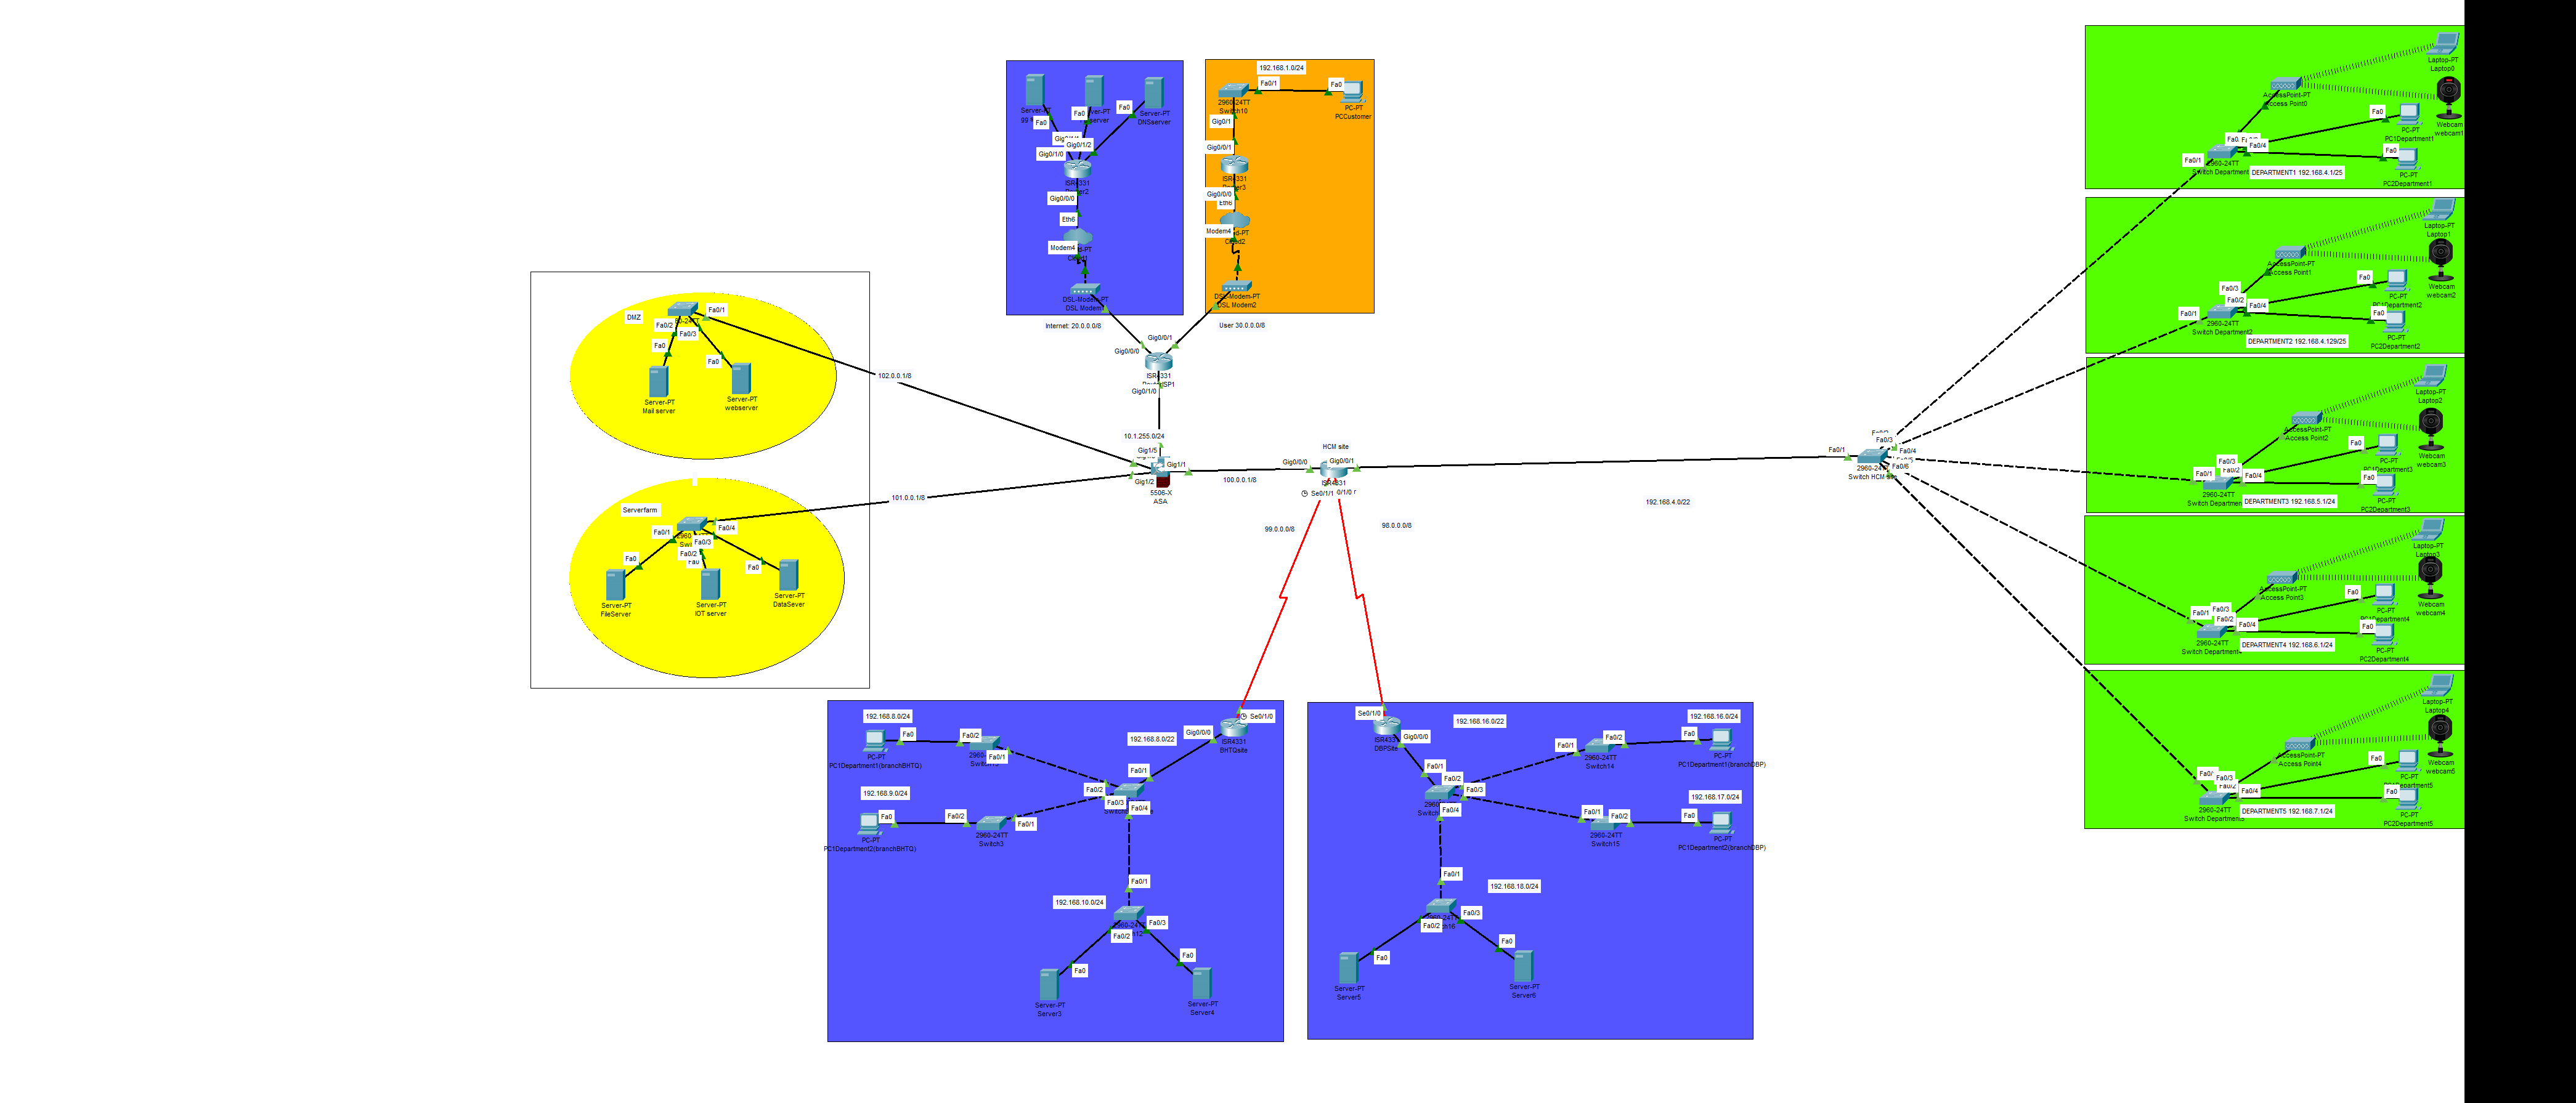 192.168.1.0/24
Fa0/1
Fa0
2960-24TT
Switch10
PC-PT
PCCustomer
Gig0/1
Gig0/0/1
ISR4331
Gig0/0/0
Eth6
Modem4
DSL-Modem-PT
DSL Modem2
User 30.0.0.0/8
Server-PT
DNSserver
Fa0
Fa0
Fa0
Gig0/1/2
Gig0/1/0
ISR4331
Gig0/0/0
Eth6
Modem4
DSL-Modem-PT
DSL Modem
Internet: 20.0.0.0/8
Gig0/0/1
Gig0/0/0
ISR4331
Gig0/1/0
10.1.255.0/24
Gig1/5
Gig1/1
Gig1/2
5506-X
ASA
DMZ
Fa0/1
Fa0/2
Fa0/3
Fa0
Fa0
Server-PT
Mail server
Server-PT
webserver
102.0.0.1/8
101.0.0.1/8
Serverfarm
Fa0/1
Fa0/4
Fa0/3
Fa0/2
Fa0
Fa0
Fa0
Server-PT
FileServer
Server-PT
IOT server
Server-PT
DataSever
100.0.0.1/8
HCM site
Gig0/0/0
Gig0/0/1
ISR4331
Se0/1/1
0/1/0
99.0.0.0/8
98.0.0.0/8
192.168.4.0/22
Fa0/1
Fa0/3
Fa0/4
Fa0/6
2960-24TT
Switch HCM
Laptop-PT
Laptop0
AccessPoint-PT
Access Point0
Webcam
webcam1
Fa0
PC-PT
PC1Department1
Fa0/4
Fa0/1
Fa0
2960-24TT
Switch Department
DEPARTMENT1 192.168.4.1/25
PC-PT
PC2Department1
Laptop-PT
Laptop1
AccessPoint-PT
Access Point1
Webcam
webcam2
Fa0
PC-PT
PC1Department2
Fa0/3
Fa0/2
Fa0/4
Fa0/1
Fa0
2960-24TT
Switch Department2
DEPARTMENT2 192.168.4.129/25
PC-PT
PC2Department2
Laptop-PT
Laptop2
AccessPoint-PT
Access Point2
Webcam
webcam3
Fa0
PC-PT
PC1Department3
Fa0/3
Fa0/2
Fa0/1
Fa0/4
Fa0
2960-24TT
Switch Department
DEPARTMENT3 192.168.5.1/24
PC-PT
PC2Department3
Laptop-PT
Laptop3
AccessPoint-PT
Access Point3
Webcam
webcam4
Fa0
PC-PT
PC1Department4
Fa0/1
Fa0/3
Fa0/2
Fa0/4
Fa0
2960-24TT
Switch Department
DEPARTMENT4 192.168.6.1/24
PC-PT
PC2Department4
Laptop-PT
Laptop4
AccessPoint-PT
Access Point4
Webcam
webcam5
Fa0
PC-PT
Fa0/3
Fa0/2
Fa0/4
Fa0
2960-24TT
Switch Department
DEPARTMENT5 192.168.7.1/24
PC-PT
PC2Department5
192.168.8.0/24
Fa0
Fa0/2
Fa0/1
PC-PT
PC1Department1(branchBHTQ)
192.168.9.0/24
Fa0
Fa0/2
Fa0/1
PC-PT
PC1Department2(branchBHTQ)
2960-24TT
Switch3
192.168.8.0/22
Se0/1/0
Gig0/0/0
ISR4331
BHTQsite
Fa0/1
Fa0/2
Fa0/3
Fa0/4
Fa0/1
192.168.10.0/24
Fa0/3
Fa0/2
Fa0
Fa0
Server-PT
Server3
Server-PT
Server4
Se0/1/0
Gig0/0/0
DBPSite
192.168.16.0/22
192.168.16.0/24
Fa0/1
Fa0/2
Fa0
2960-24TT
Switch14
PC-PT
PC1Department1(branchDBP)
Fa0/1
Fa0/2
Fa0/3
Fa0/4
192.168.17.0/24
Fa0/1
Fa0/2
Fa0
2960-24TT
Switch15
PC-PT
PC1Department2(branchDBP)
Fa0/1
192.168.18.0/24
Fa0/3
Fa0/2
Fa0
Fa0
Server-PT
Server5
Server-PT
Server6